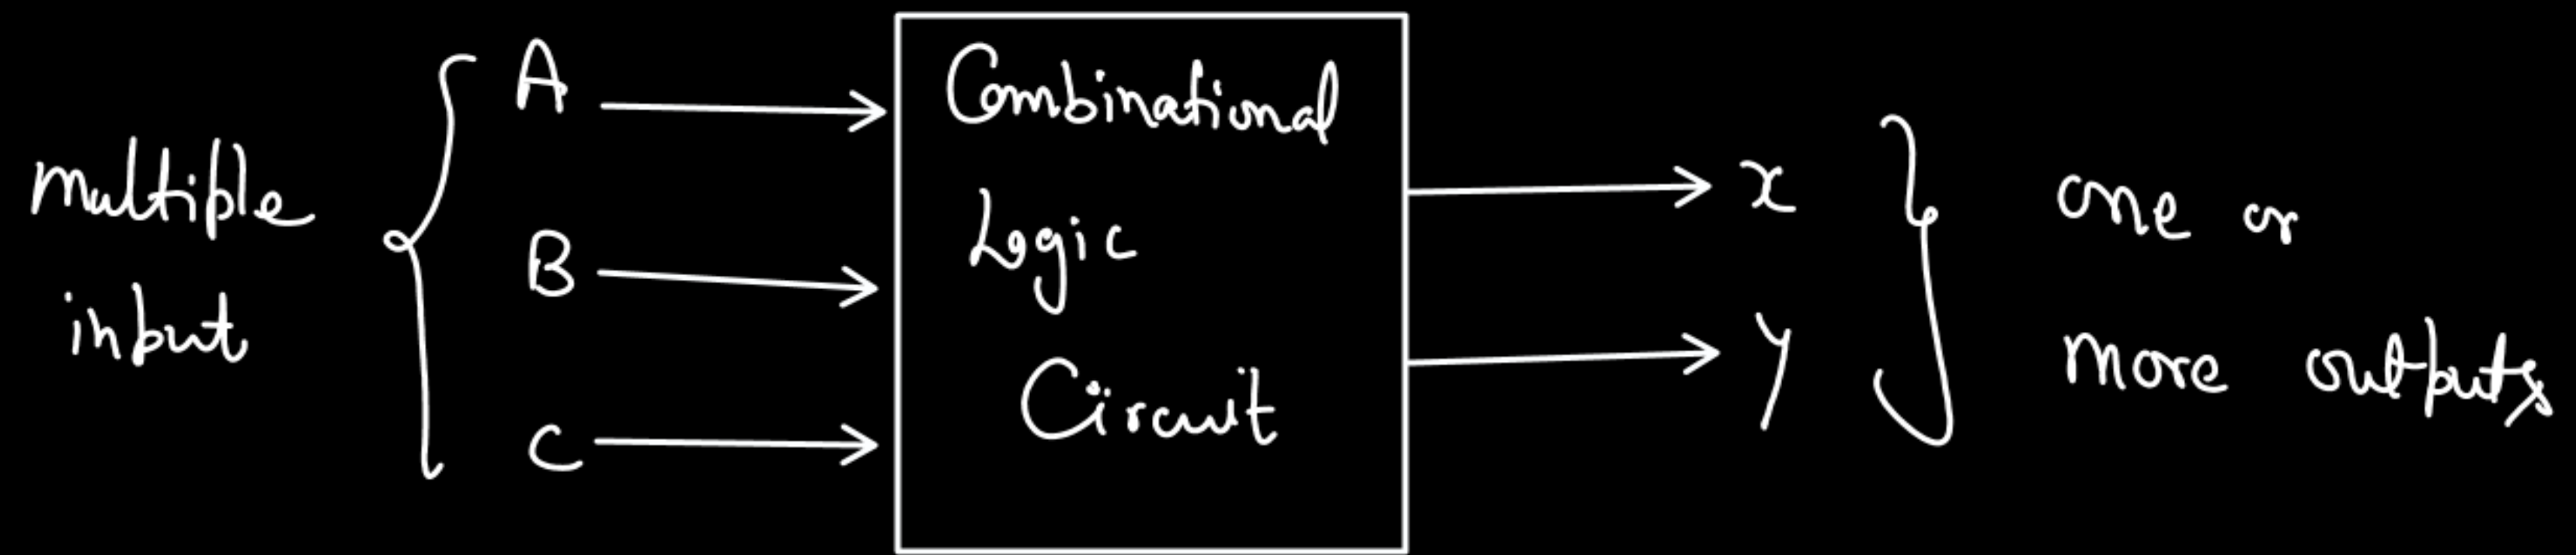 multiple
input
A
B
C
Combinational
Logic
Circuit
x
y
one or
more outputs